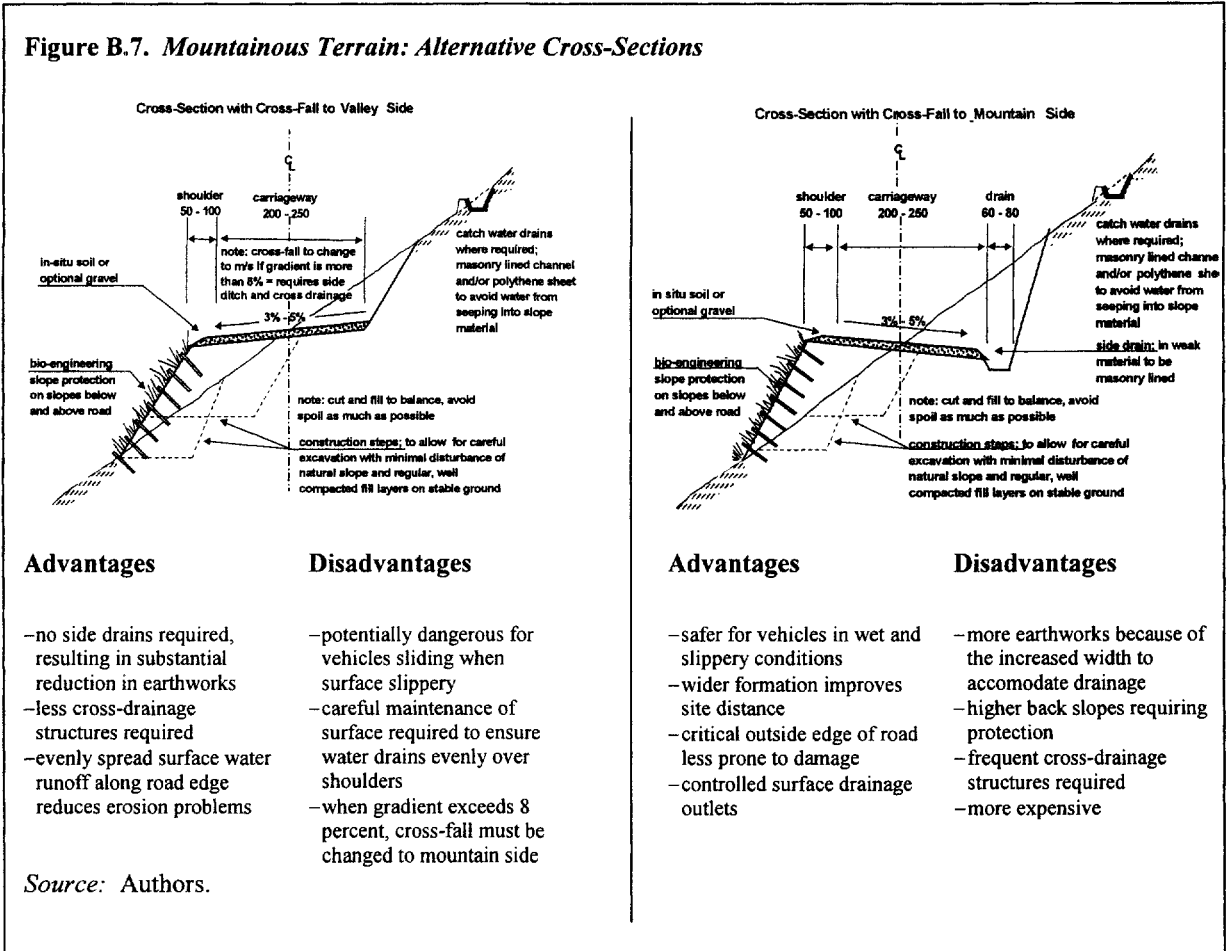 Figure B.7. Mountainous Terrain: Alternative Cross-Sections
Cross-Section with Cross-Fall to Valley Side
℄
shoulder
50 - 100
carriageway
200 - 250
note: cross-fall to change
to m/s if gradient is more
than 8% = requires side
ditch and cross drainage
catch water drains
where required;
masonry lined channel
and/or polythene sheet
to avoid water from
seeping into slope
material
in-situ soil or
optional gravel
3% - 5%
bio-engineering
slope protection
on slopes below
and above road
note: cut and fill to balance, avoid
spoil as much as possible
construction steps; to allow for careful
excavation with minimal disturbance of
natural slope and regular, well
compacted fill layers on stable ground
Cross-Section with Cross-Fall to Mountain Side
℄
shoulder
50 - 100
carriageway
200 - 250
drain
60 - 80
catch water drains
where required;
masonry lined channe
and/or polythene she
to avoid water from
seeping into slope
material
in situ soil or
optional gravel
3% - 5%
side drain: in weak
material to be
masonry lined
bio-engineering
slope protection
on slopes below
and above road
note: cut and fill to balance, avoid
spoil as much as possible
construction steps; to allow for careful
excavation with minimal disturbance of
natural slope and regular, well
compacted fill layers on stable ground
Advantages
–no side drains required,
resulting in substantial
reduction in earthworks
–less cross-drainage
structures required
–evenly spread surface water
runoff along road edge
reduces erosion problems
Disadvantages
–potentially dangerous for
vehicles sliding when
surface slippery
–careful maintenance of
surface required to ensure
water drains evenly over
shoulders
–when gradient exceeds 8
percent, cross-fall must be
changed to mountain side
Advantages
–safer for vehicles in wet and
slippery conditions
–wider formation improves
site distance
–critical outside edge of road
less prone to damage
–controlled surface drainage
outlets
Disadvantages
–more earthworks because of
the increased width to
accomodate drainage
–higher back slopes requiring
protection
–frequent cross-drainage
structures required
–more expensive
Source: Authors.